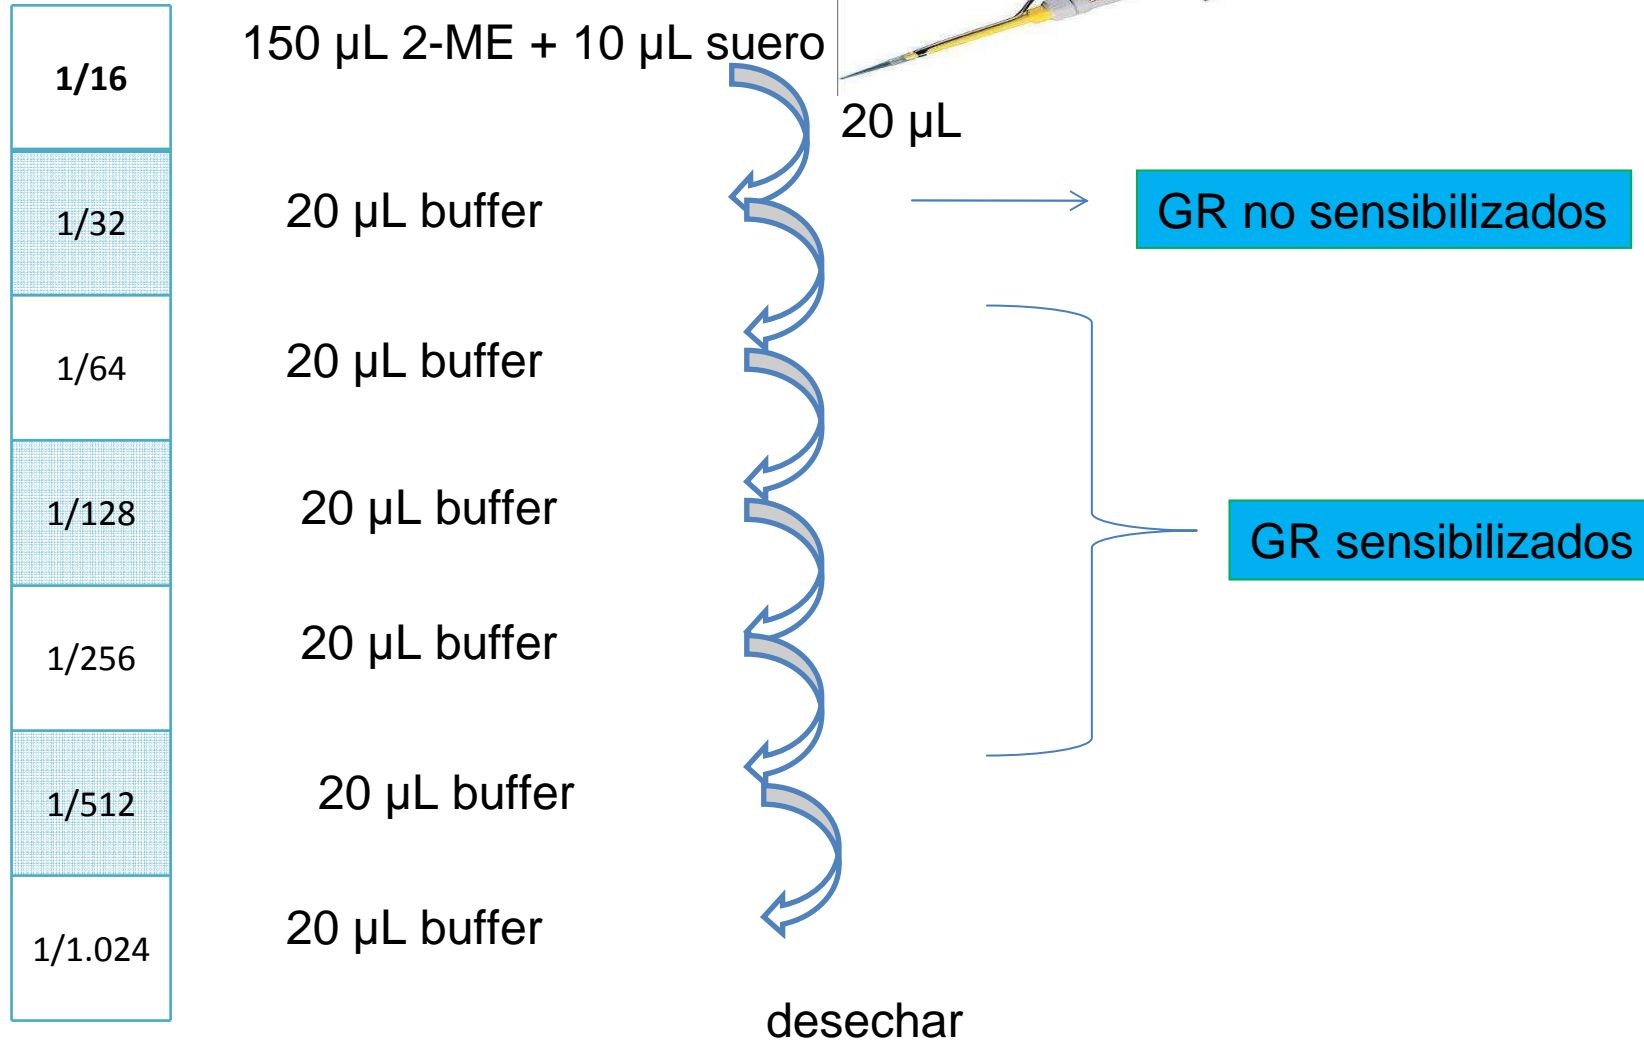 1/16
150 µL 2-ME + 10 µL suero
20 µL
1/32
20 µL buffer
GR no sensibilizados
1/64
20 µL buffer
1/128
20 µL buffer
GR sensibilizados
1/256
20 µL buffer
1/512
20 µL buffer
1/1.024
20 µL buffer
desechar